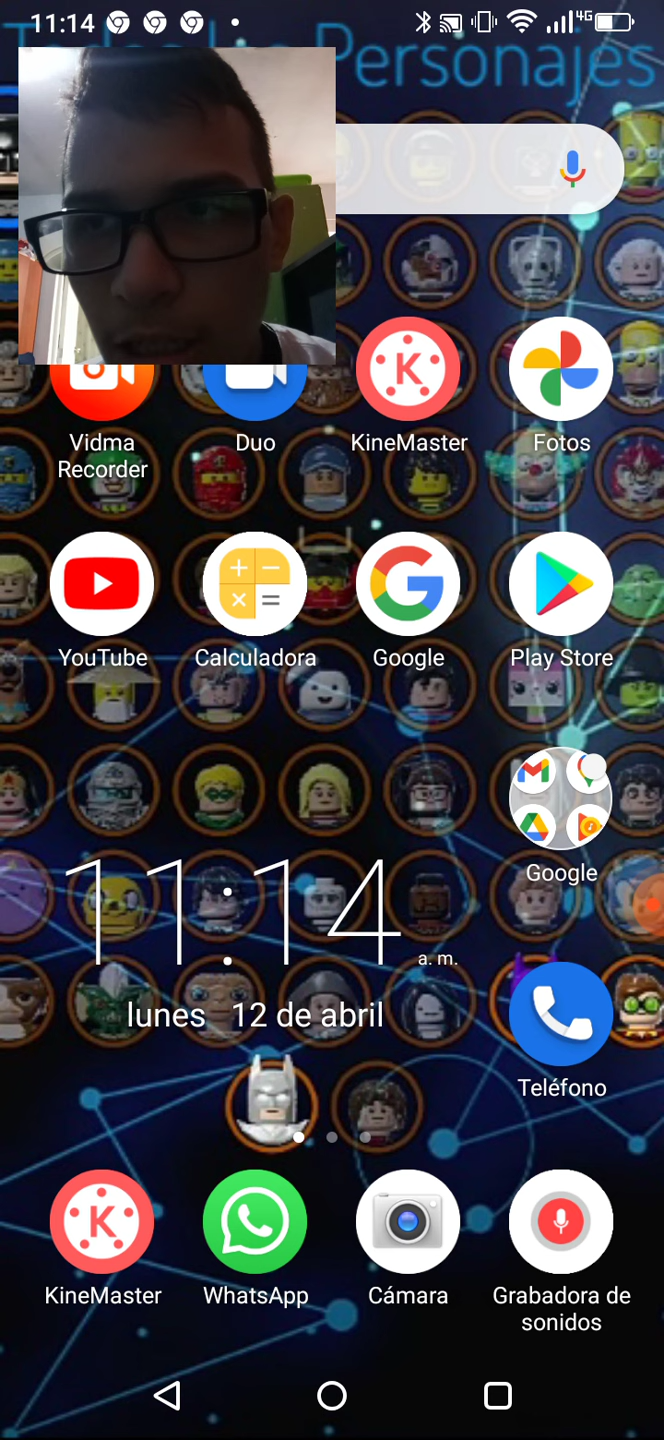 11:14
4G
Personajes
Vidma
Recorder
Duo
KineMaster
Fotos
YouTube
Calculadora
Google
Play Store
Google
11:14 a. m.
lunes 12 de abril
Teléfono
KineMaster
WhatsApp
Cámara
Grabadora de
sonidos